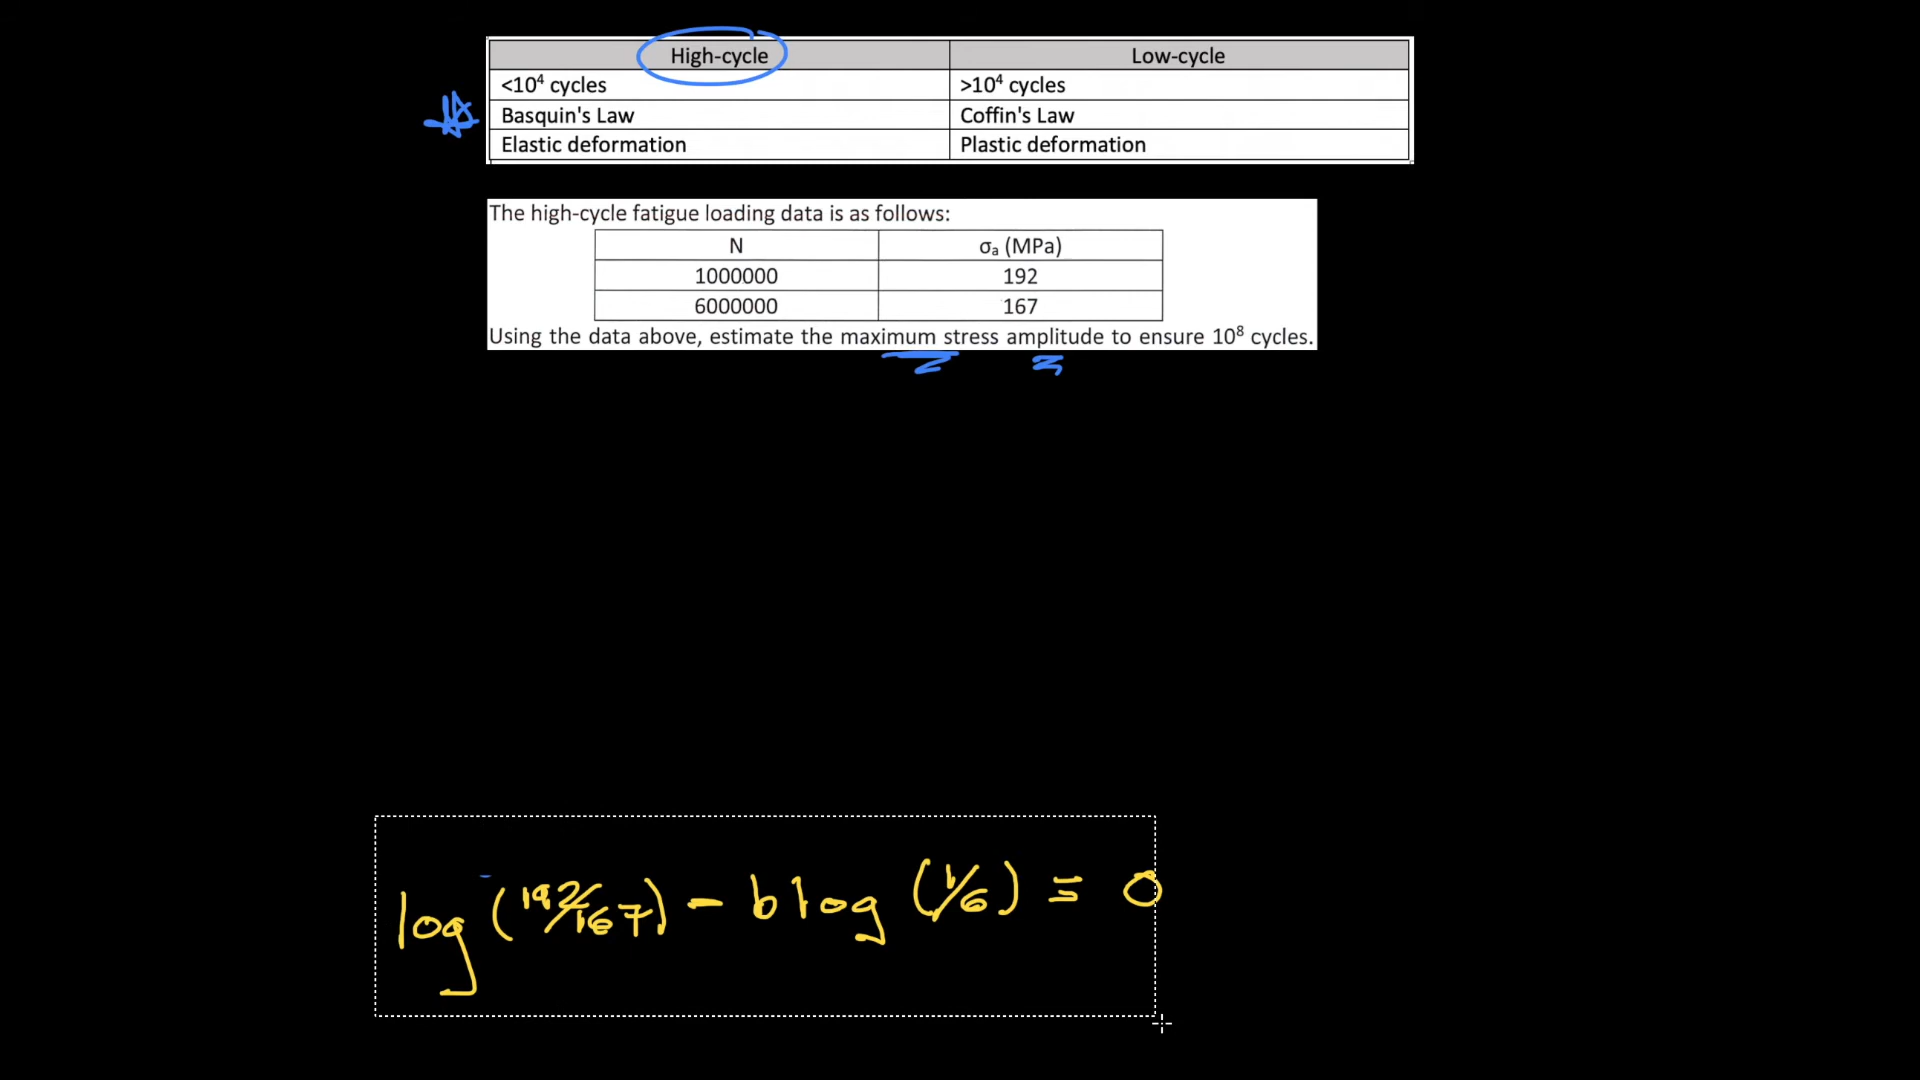 High-cycle Low-cycle
<10⁴ cycles >10⁴ cycles
Basquin's Law Coffin's Law
Elastic deformation Plastic deformation
The high-cycle fatigue loading data is as follows:
N σₐ (MPa)
1000000 192
6000000 167
Using the data above, estimate the maximum stress amplitude to ensure 10⁸ cycles.
log (192/167) - b log (1/6) = 0